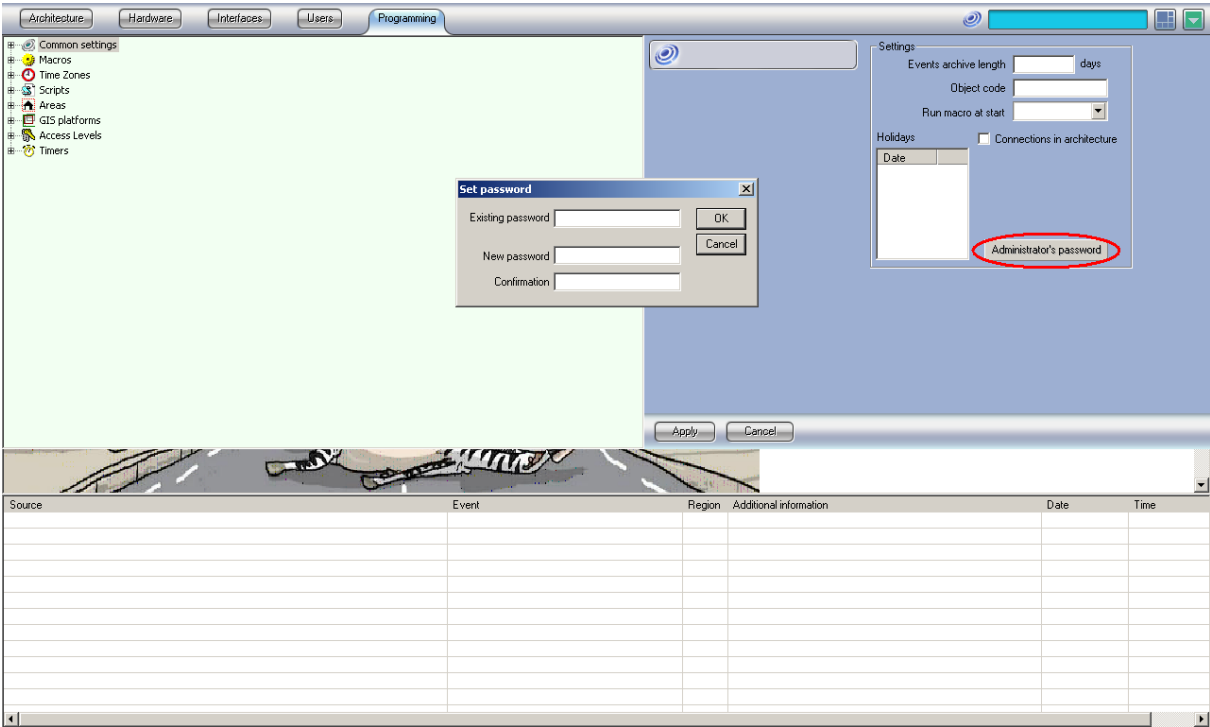 Architecture Hardware Interfaces Users Programming
Common settings
Macros
Time Zones
Scripts
Areas
GIS platforms
Access Levels
Timers
Settings
Events archive length days
Object code
Run macro at start
Holidays Connections in architecture
Date
Administrator's password
Set password
Existing password OK
Cancel
New password
Confirmation
Apply Cancel
Source Event Region Additional information Date Time